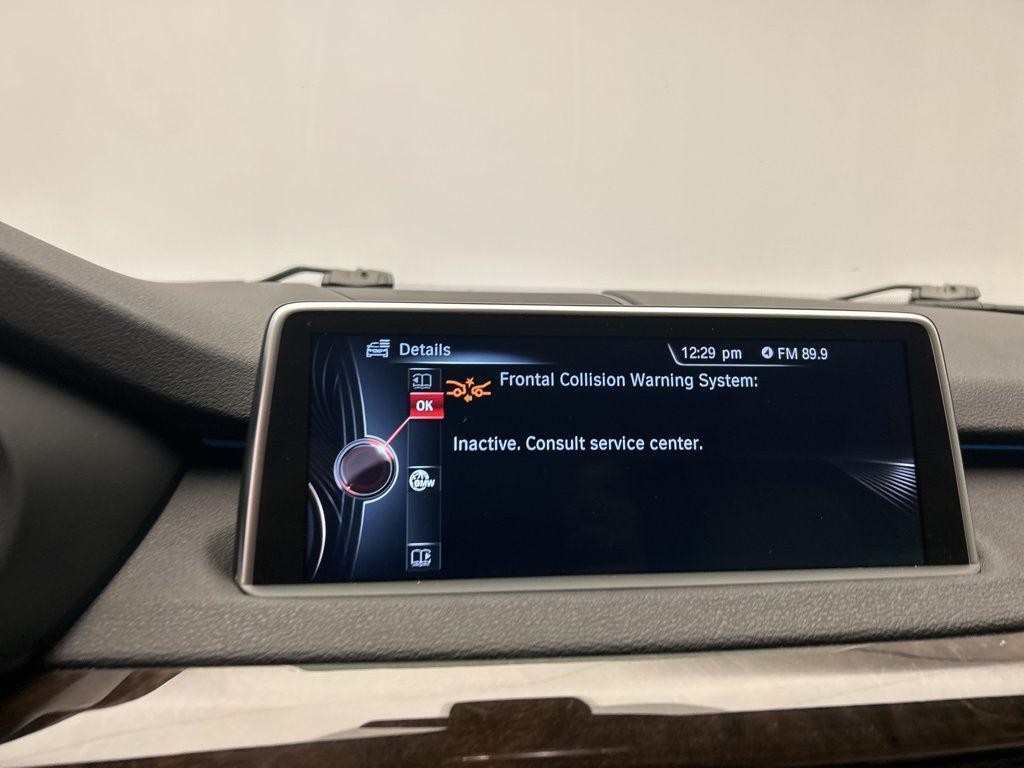 Details
12:29 pm
FM 89.9
Frontal Collision Warning System:
OK
Inactive. Consult service center.
BMW